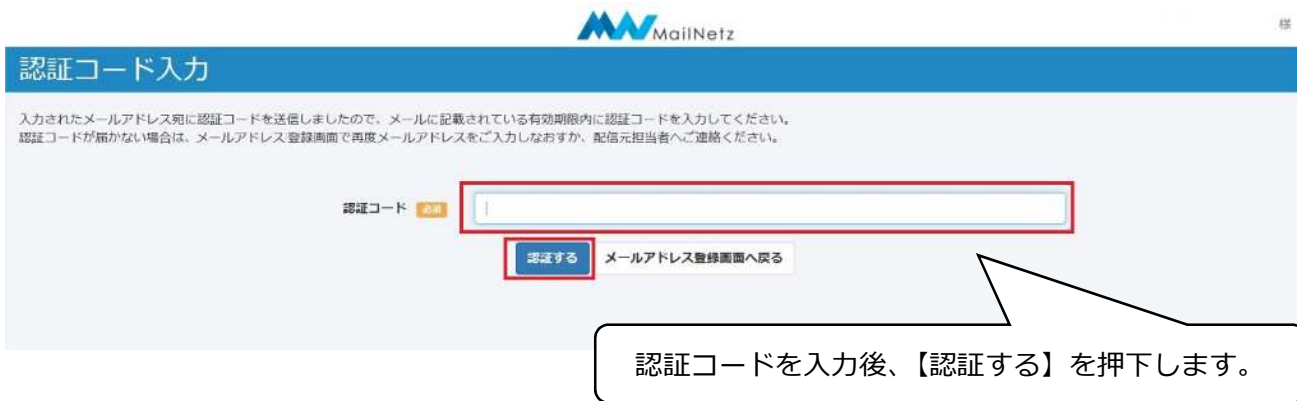 MailNetz
様
認証コード入力
入力されたメールアドレス宛に認証コードを送信しましたので、メールに記載されている有効期限内に認証コードを入力してください。
認証コードが届かない場合は、メールアドレス登録画面で再度メールアドレスをご入力しなおすか、配信元担当者へご連絡ください。
認証コード 必須
認証する メールアドレス登録画面へ戻る
認証コードを入力後、【認証する】を押下します。